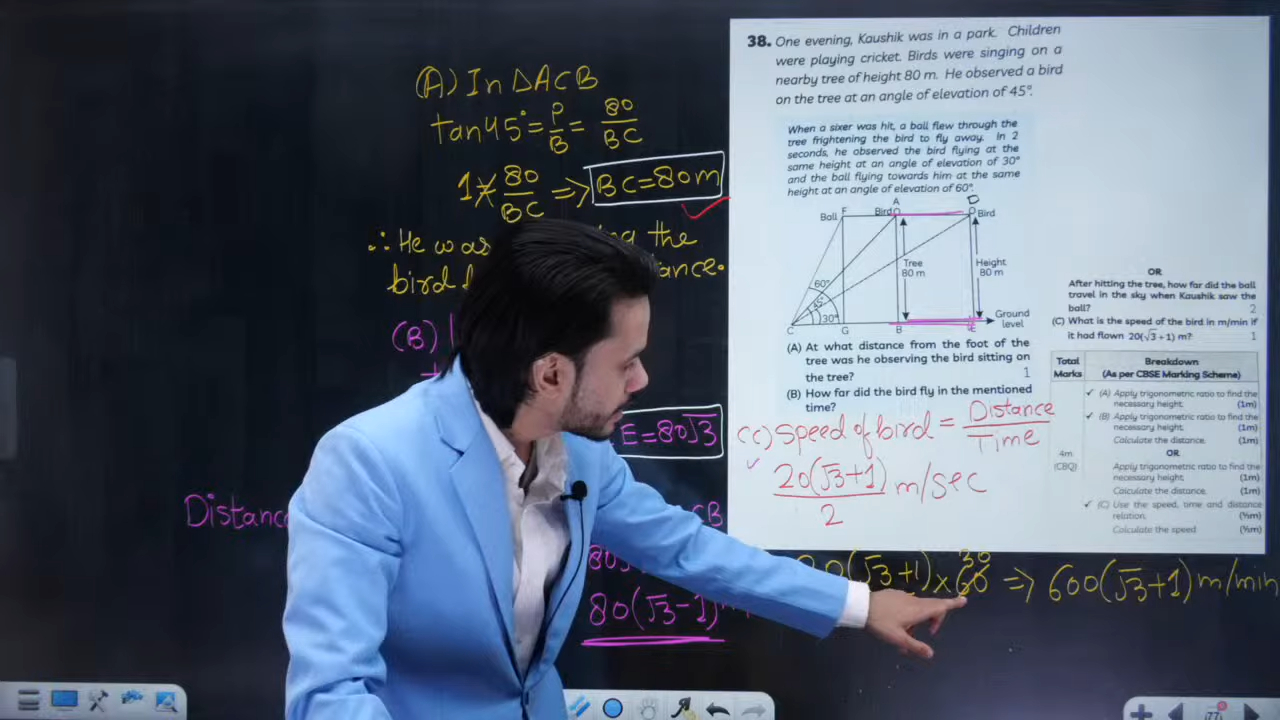 (A) In ΔACB
tan45° = P/B = 80/BC
1 × 80/BC => BC = 80m
∴ He was the
bird
(B)
E = 80√3
Distance
CB
80(√3-1)
38. One evening, Kaushik was in a park. Children
were playing cricket. Birds were singing on a
nearby tree of height 80 m. He observed a bird
on the tree at an angle of elevation of 45°.
When a sixer was hit, a ball flew through the
tree frightening the bird to fly away. In 2
seconds, he observed the bird flying at the
same height at an angle of elevation of 30°
and the ball flying towards him at the same
height at an angle of elevation of 60°.
A D
Ball F Bird Bird
Tree
80 m
Height
80 m
60°
45°
30°
Ground
level
C G B E
(A) At what distance from the foot of the
tree was he observing the bird sitting on
the tree? 1
(B) How far did the bird fly in the mentioned
time?
OR
After hitting the tree, how far did the ball
travel in the sky when Kaushik saw the
ball? 2
(C) What is the speed of the bird in m/min if
it had flown 20(√3 + 1) m? 1
Total
Marks
Breakdown
(As per CBSE Marking Scheme)
4m
(CBQ)
✓ (A) Apply trigonometric ratio to find the
necessary height. (1m)
✓ (B) Apply trigonometric ratio to find the
necessary height. (1m)
Calculate the distance. (1m)
OR
Apply trigonometric ratio to find the
necessary height. (1m)
Calculate the distance. (1m)
✓ (C) Use the speed, time and distance
relation. (½m)
Calculate the speed (½m)
(C) Speed of bird = Distance/Time
20(√3+1)/2 m/sec
(√3+1) × 60 30 => 600(√3+1) m/min